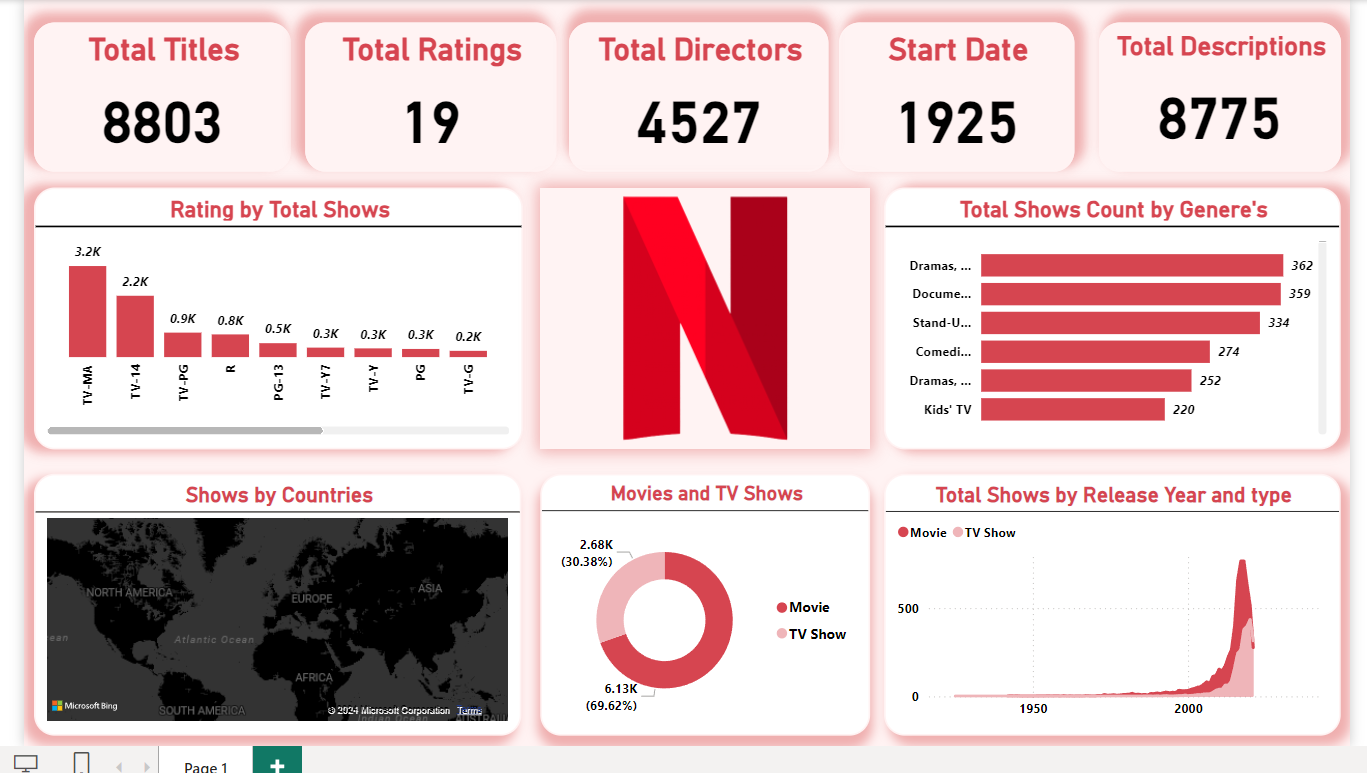 Total Titles
8803
Total Ratings
19
Total Directors
4527
Start Date
1925
Total Descriptions
8775
Rating by Total Shows
3.2K
2.2K
0.9K
0.8K
0.5K
0.3K
0.3K
0.3K
0.2K
TV-MA
TV-14
TV-PG
R
PG-13
TV-Y7
TV-Y
PG
TV-G
Total Shows Count by Genere's
Dramas, ... 362
Docume... 359
Stand-U... 334
Comedi... 274
Dramas, ... 252
Kids' TV 220
Shows by Countries
NORTH AMERICA
EUROPE
ASIA
ean
Atlantic Ocean
AFRICA
SOUTH AMERICA
Indian Ocean
AUSTRALI
Microsoft Bing
© 2024 Microsoft Corporation Terms
Movies and TV Shows
2.68K
(30.38%)
6.13K
(69.62%)
Movie
TV Show
Total Shows by Release Year and type
Movie TV Show
500
0
1950 2000
Page 1
+